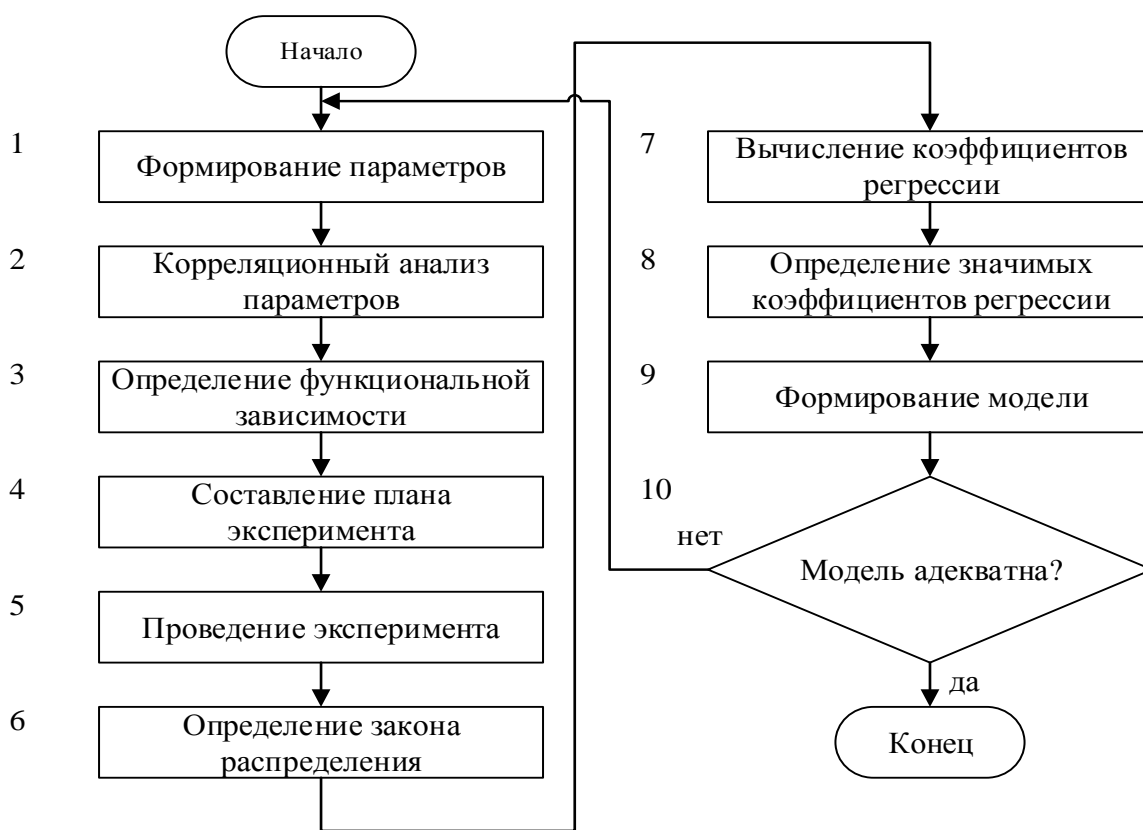 Начало
1
Формирование параметров
2
Корреляционный анализ
параметров
3
Определение функциональной
зависимости
4
Составление плана
эксперимента
5
Проведение эксперимента
6
Определение закона
распределения
7
Вычисление коэффициентов
регрессии
8
Определение значимых
коэффициентов регрессии
9
Формирование модели
10
нет
Модель адекватна?
да
Конец